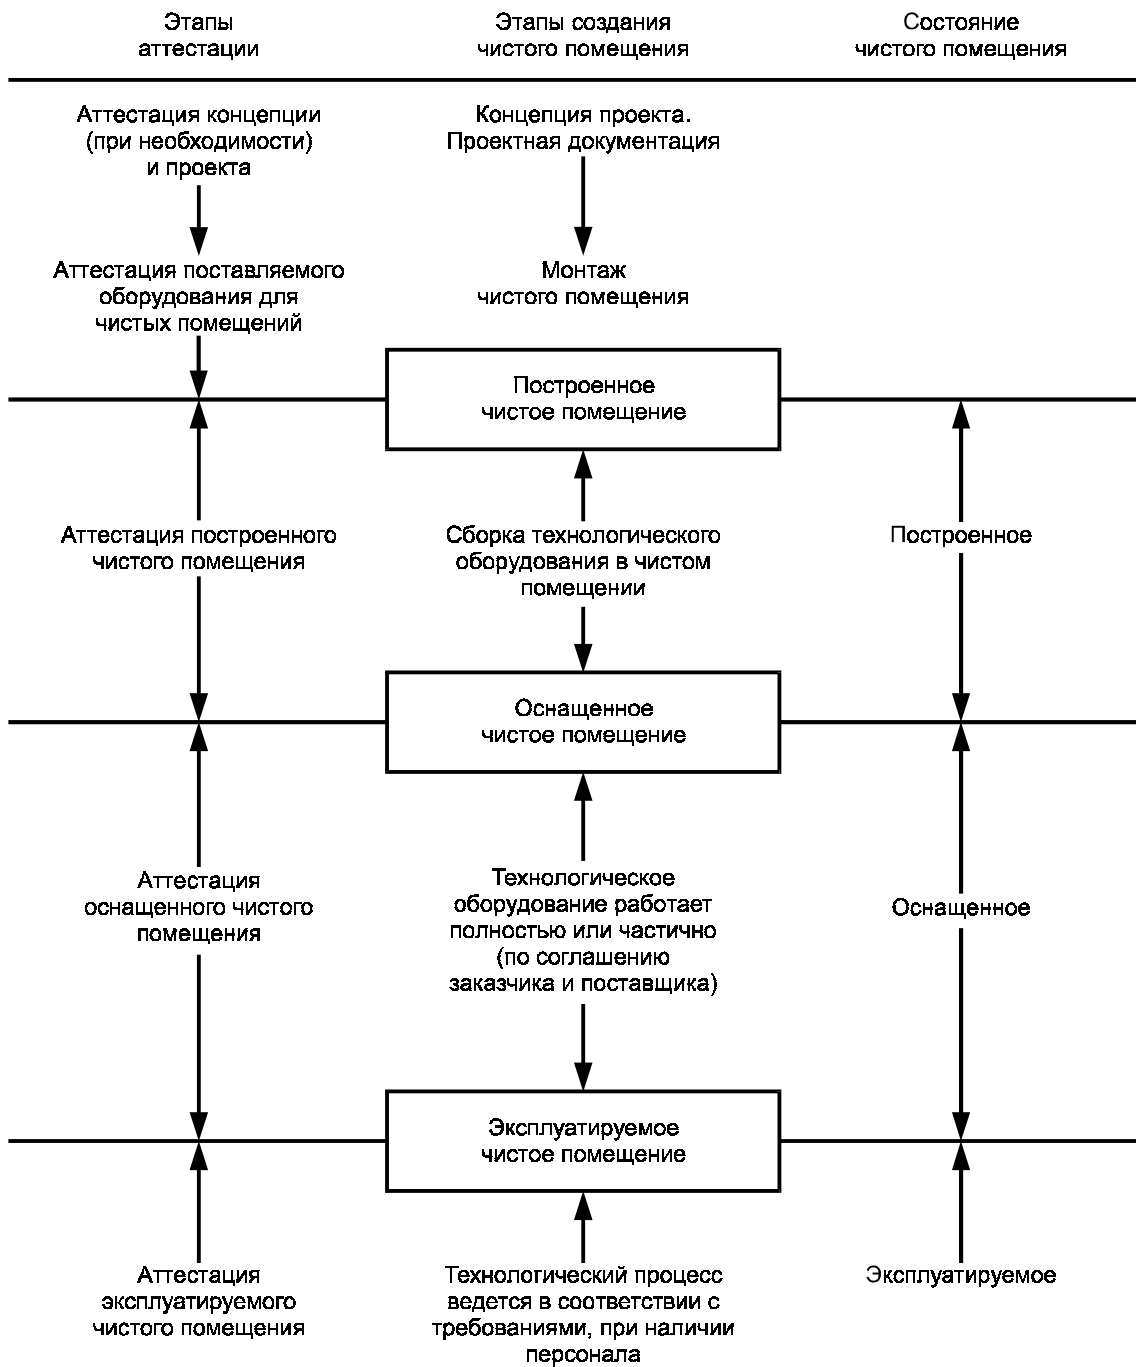 Этапы
аттестации
Этапы создания
чистого помещения
Состояние
чистого помещения
Аттестация концепции
(при необходимости)
и проекта
Концепция проекта.
Проектная документация
Аттестация поставляемого
оборудования для
чистых помещений
Монтаж
чистого помещения
Построенное
чистое помещение
Аттестация построенного
чистого помещения
Сборка технологического
оборудования в чистом
помещении
Построенное
Оснащенное
чистое помещение
Аттестация
оснащенного чистого
помещения
Технологическое
оборудование работает
полностью или частично
(по соглашению
заказчика и поставщика)
Оснащенное
Эксплуатируемое
чистое помещение
Аттестация
эксплуатируемого
чистого помещения
Технологический процесс
ведется в соответствии с
требованиями, при наличии
персонала
Эксплуатируемое